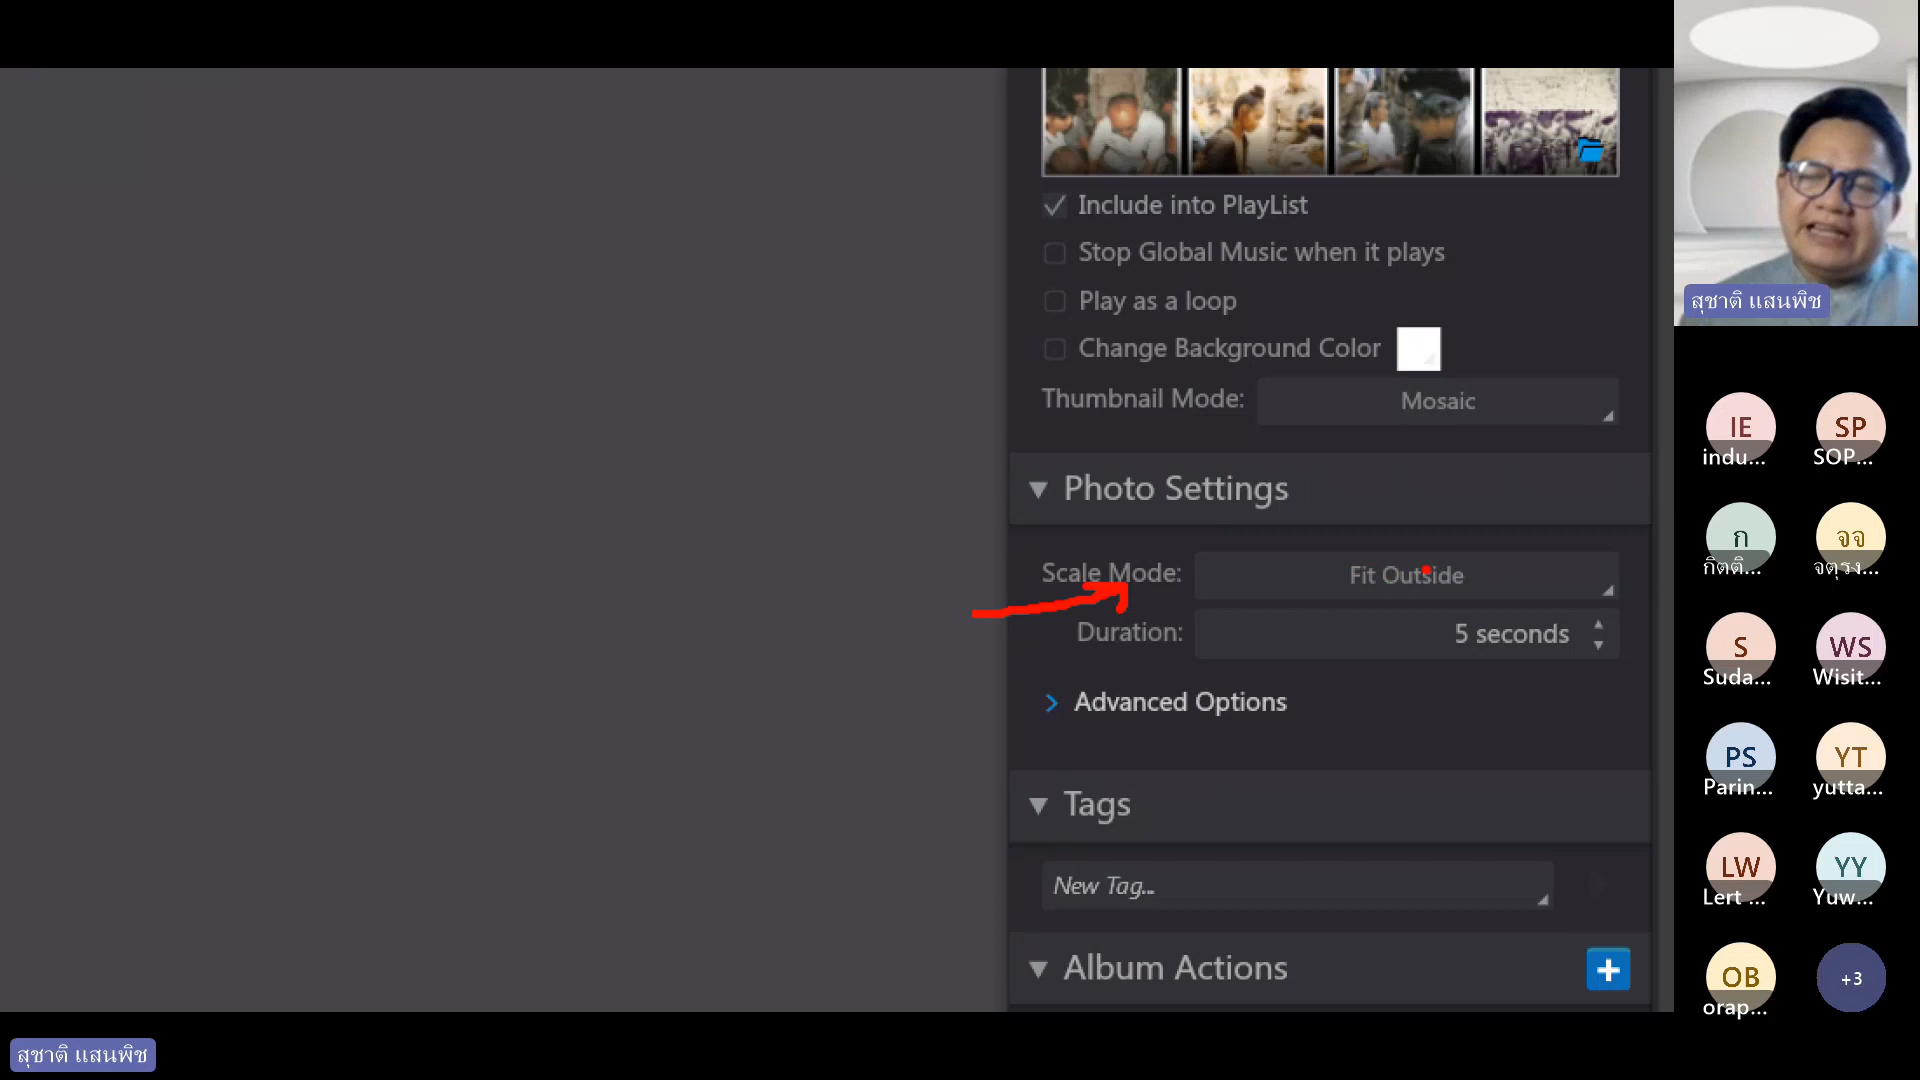 Include into PlayList
Stop Global Music when it plays
Play as a loop
Change Background Color
Thumbnail Mode: Mosaic
Photo Settings
Scale Mode: Fit Outside
Duration: 5 seconds
Advanced Options
Tags
New Tag...
Album Actions
สุชาติ แสนพิช
สุชาติ แสนพิช
IE
indu...
SP
SOP...
ก
กิตติ...
จจ
จตุรง...
S
Suda...
WS
Wisit...
PS
Parin...
YT
yutta...
LW
Lert ...
YY
Yuw...
OB
orap...
+3